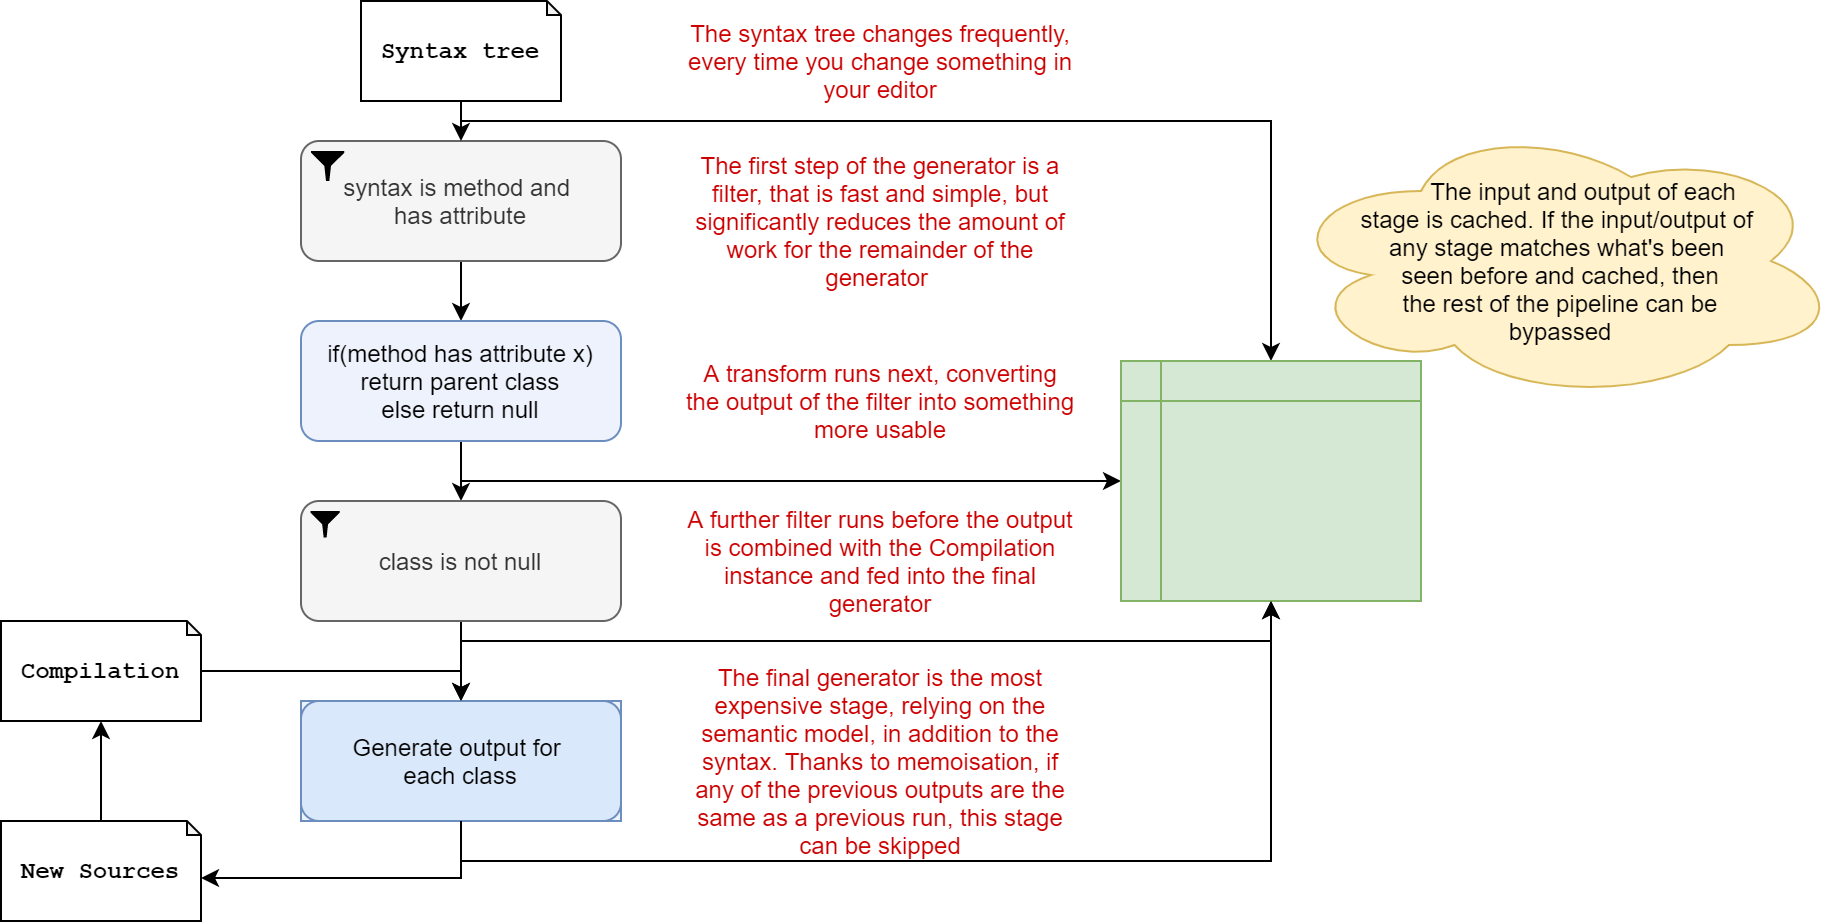 Syntax tree
The syntax tree changes frequently,
every time you change something in
your editor
syntax is method and
has attribute
The first step of the generator is a
filter, that is fast and simple, but
significantly reduces the amount of
work for the remainder of the
generator
The input and output of each
stage is cached. If the input/output of
any stage matches what's been
seen before and cached, then
the rest of the pipeline can be
bypassed
if(method has attribute x)
return parent class
else return null
A transform runs next, converting
the output of the filter into something
more usable
class is not null
A further filter runs before the output
is combined with the Compilation
instance and fed into the final
generator
Compilation
Generate output for
each class
The final generator is the most
expensive stage, relying on the
semantic model, in addition to the
syntax. Thanks to memoisation, if
any of the previous outputs are the
same as a previous run, this stage
can be skipped
New Sources